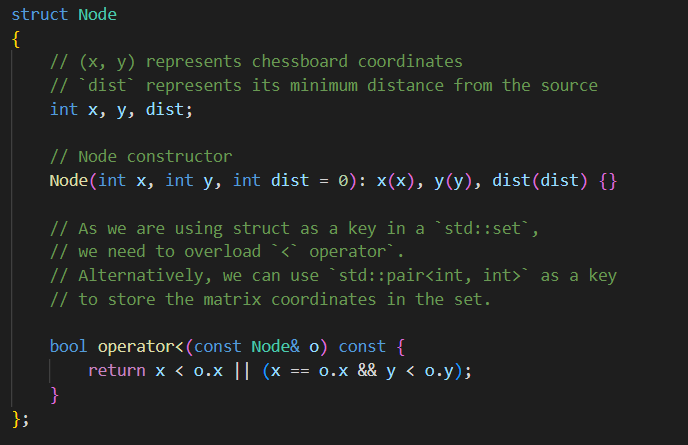 struct Node
{
    // (x, y) represents chessboard coordinates
    // `dist` represents its minimum distance from the source
    int x, y, dist;

    // Node constructor
    Node(int x, int y, int dist = 0): x(x), y(y), dist(dist) {}

    // As we are using struct as a key in a `std::set`,
    // we need to overload `<` operator`.
    // Alternatively, we can use `std::pair<int, int>` as a key
    // to store the matrix coordinates in the set.

    bool operator<(const Node& o) const {
        return x < o.x || (x == o.x && y < o.y);
    }
};